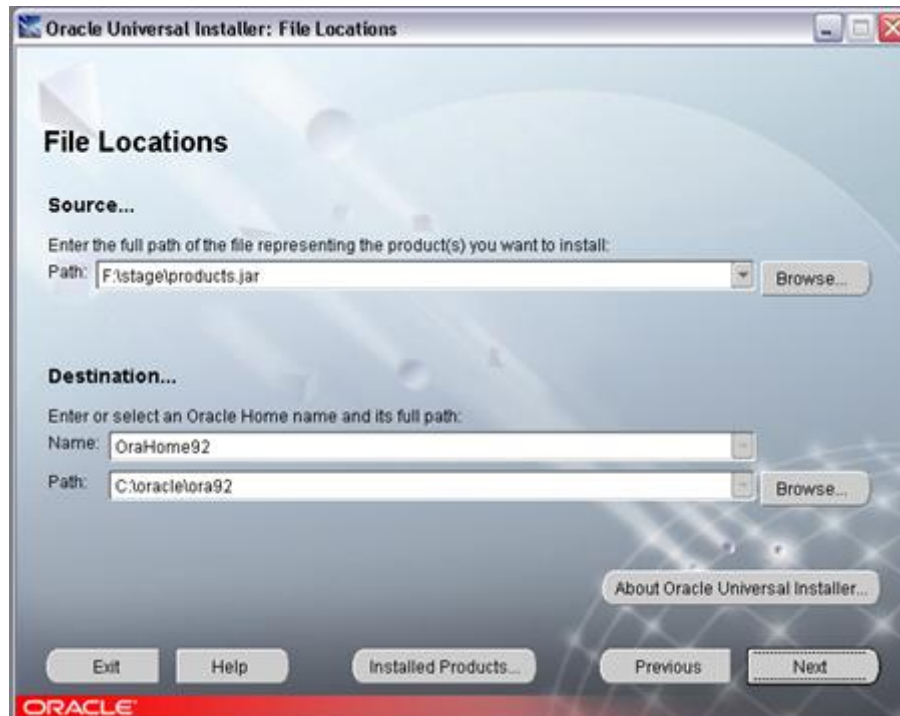 Oracle Universal Installer: File Locations
File Locations
Source...
Enter the full path of the file representing the product(s) you want to install:
Path: F:\stage\products.jar Browse...
Destination...
Enter or select an Oracle Home name and its full path:
Name: OraHome92
Path: C:\oracle\ora92 Browse...
About Oracle Universal Installer...
Exit Help Installed Products... Previous Next
ORACLE